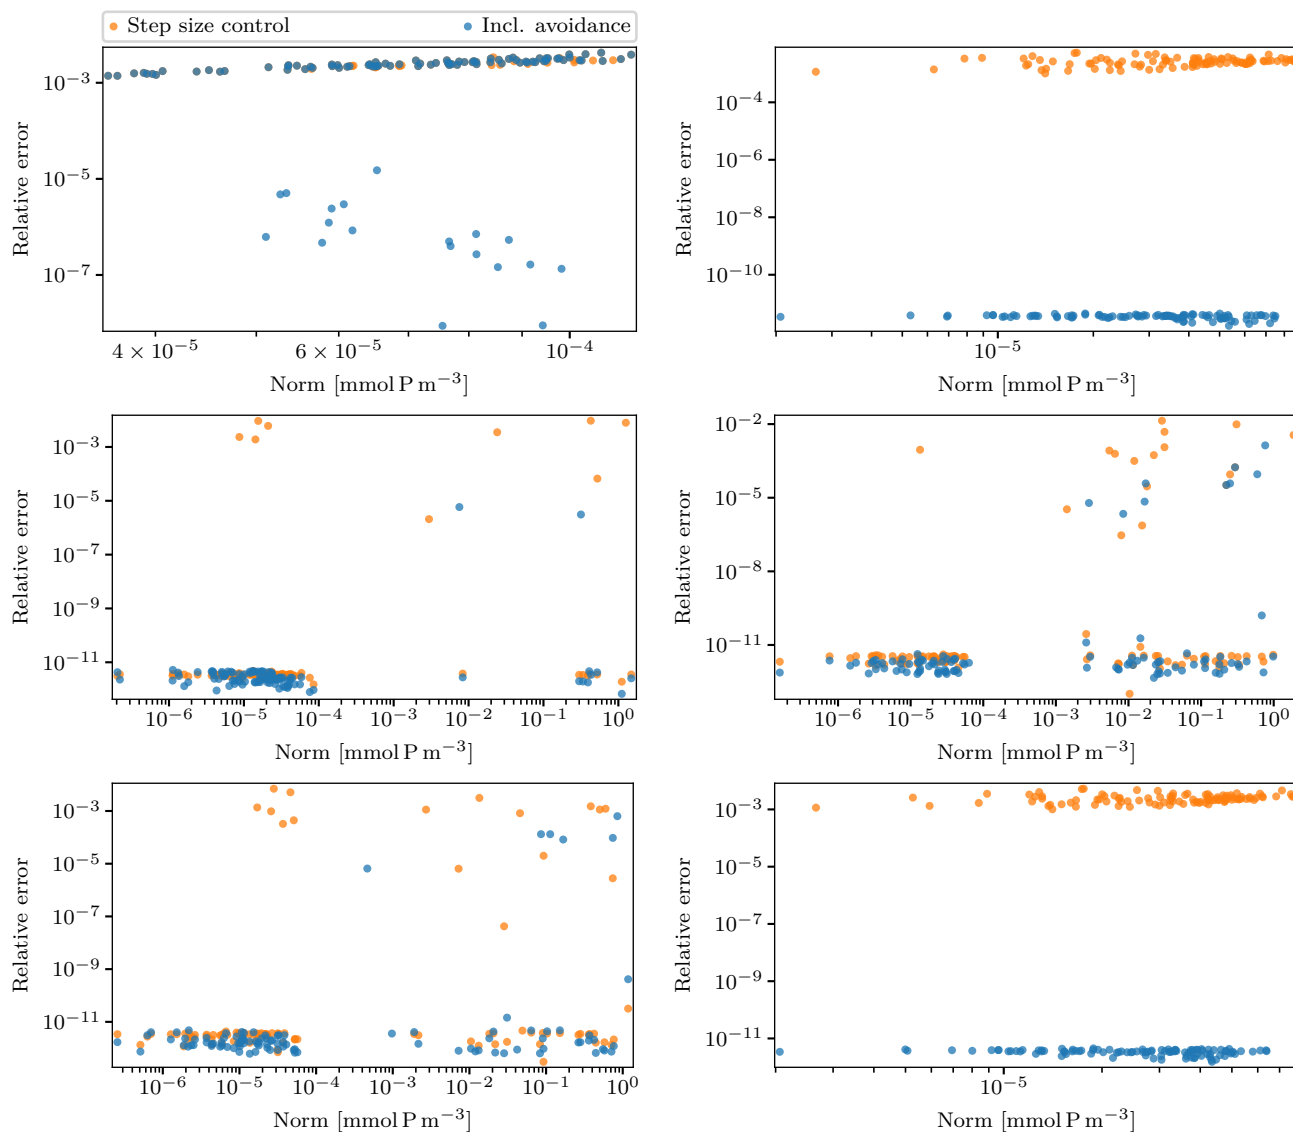 Step size control
Incl. avoidance
10⁻³
10⁻⁵
10⁻⁷
Relative error
4 × 10⁻⁵
6 × 10⁻⁵
10⁻⁴
Norm [mmol P m⁻³]
10⁻⁴
10⁻⁶
10⁻⁸
10⁻¹⁰
Relative error
10⁻⁵
Norm [mmol P m⁻³]
10⁻³
10⁻⁵
10⁻⁷
10⁻⁹
10⁻¹¹
Relative error
10⁻⁶ 10⁻⁵ 10⁻⁴ 10⁻³ 10⁻² 10⁻¹ 10⁰
Norm [mmol P m⁻³]
10⁻²
10⁻⁵
10⁻⁸
10⁻¹¹
Relative error
10⁻⁶ 10⁻⁵ 10⁻⁴ 10⁻³ 10⁻² 10⁻¹ 10⁰
Norm [mmol P m⁻³]
10⁻³
10⁻⁵
10⁻⁷
10⁻⁹
10⁻¹¹
Relative error
10⁻⁶ 10⁻⁵ 10⁻⁴ 10⁻³ 10⁻² 10⁻¹ 10⁰
Norm [mmol P m⁻³]
10⁻³
10⁻⁵
10⁻⁷
10⁻⁹
10⁻¹¹
Relative error
10⁻⁵
Norm [mmol P m⁻³]